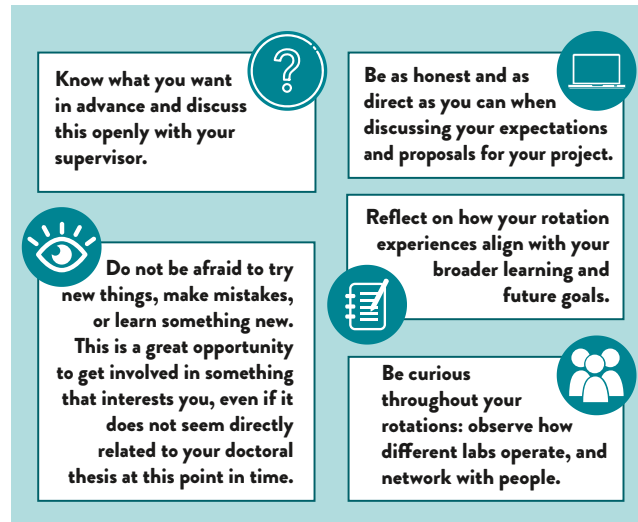 Know what you want
in advance and discuss
this openly with your
supervisor.
Be as honest and as
direct as you can when
discussing your expectations
and proposals for your project.
Do not be afraid to try
new things, make mistakes,
or learn something new.
This is a great opportunity
to get involved in something
that interests you, even if it
does not seem directly
related to your doctoral
thesis at this point in time.
Reflect on how your rotation
experiences align with your
broader learning and
future goals.
Be curious
throughout your
rotations: observe how
different labs operate, and
network with people.